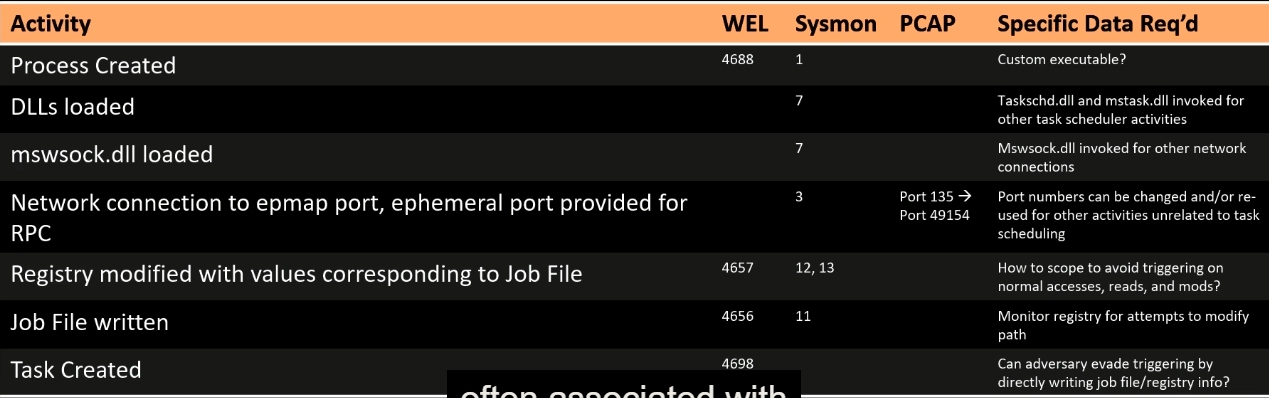 Activity WEL Sysmon PCAP Specific Data Req’d
Process Created 4688 1 Custom executable?
DLLs loaded 7 Taskschd.dll and mstask.dll invoked for
other task scheduler activities
mswsock.dll loaded 7 Mswsock.dll invoked for other network
connections
Network connection to epmap port, ephemeral port provided for
RPC 3 Port 135 →
Port 49154 Port numbers can be changed and/or re-
used for other activities unrelated to task
scheduling
Registry modified with values corresponding to Job File 4657 12, 13 How to scope to avoid triggering on
normal accesses, reads, and mods?
Job File written 4656 11 Monitor registry for attempts to modify
path
Task Created 4698 Can adversary evade triggering by
directly writing job file/registry info?
often associated with